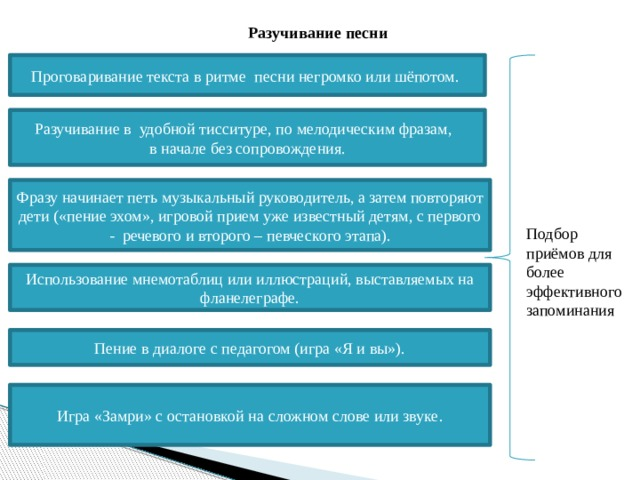 Разучивание песни
Проговаривание текста в ритме  песни негромко или шёпотом.
Разучивание в  удобной тисситуре, по мелодическим фразам,
в начале без сопровождения.
Фразу начинает петь музыкальный руководитель, а затем повторяют
дети («пение эхом», игровой прием уже известный детям, с первого
-  речевого и второго – певческого этапа).
Использование мнемотаблиц или иллюстраций, выставляемых на
фланелеграфе.
Пение в диалоге с педагогом (игра «Я и вы»).
Игра «Замри» с остановкой на сложном слове или звуке.
Подбор
приёмов для
более
эффективного
запоминания